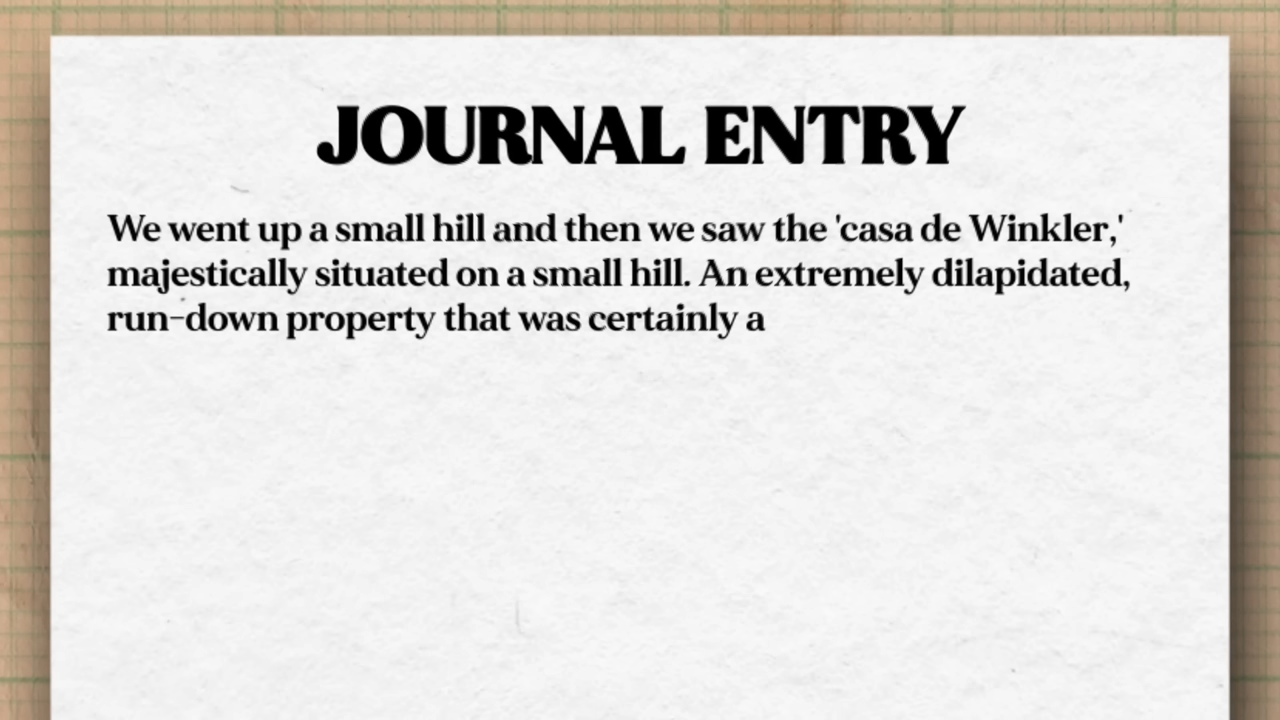 JOURNAL ENTRY
We went up a small hill and then we saw the 'casa de Winkler,'
majestically situated on a small hill. An extremely dilapidated,
run-down property that was certainly a